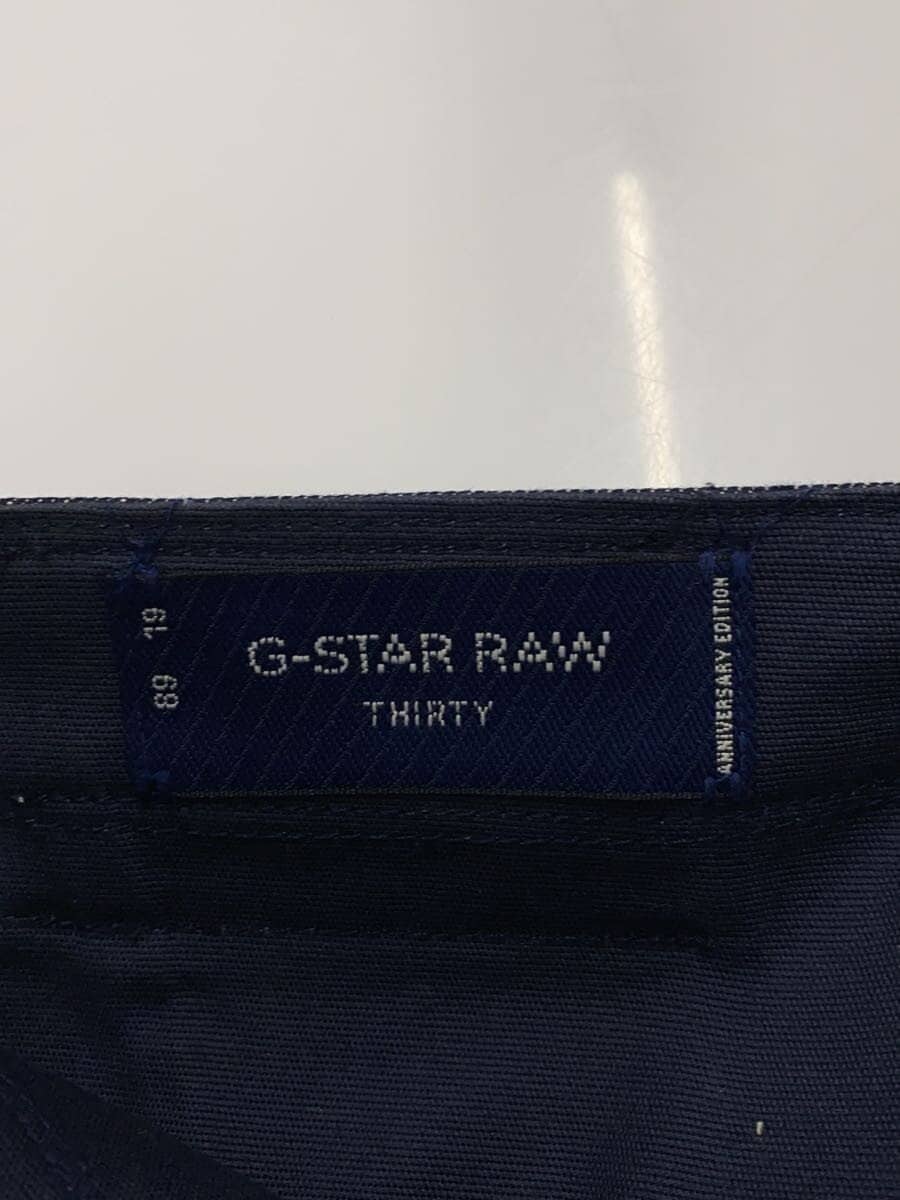 G-STAR RAW
THIRTY
89 19
ANNIVERSARY EDITION